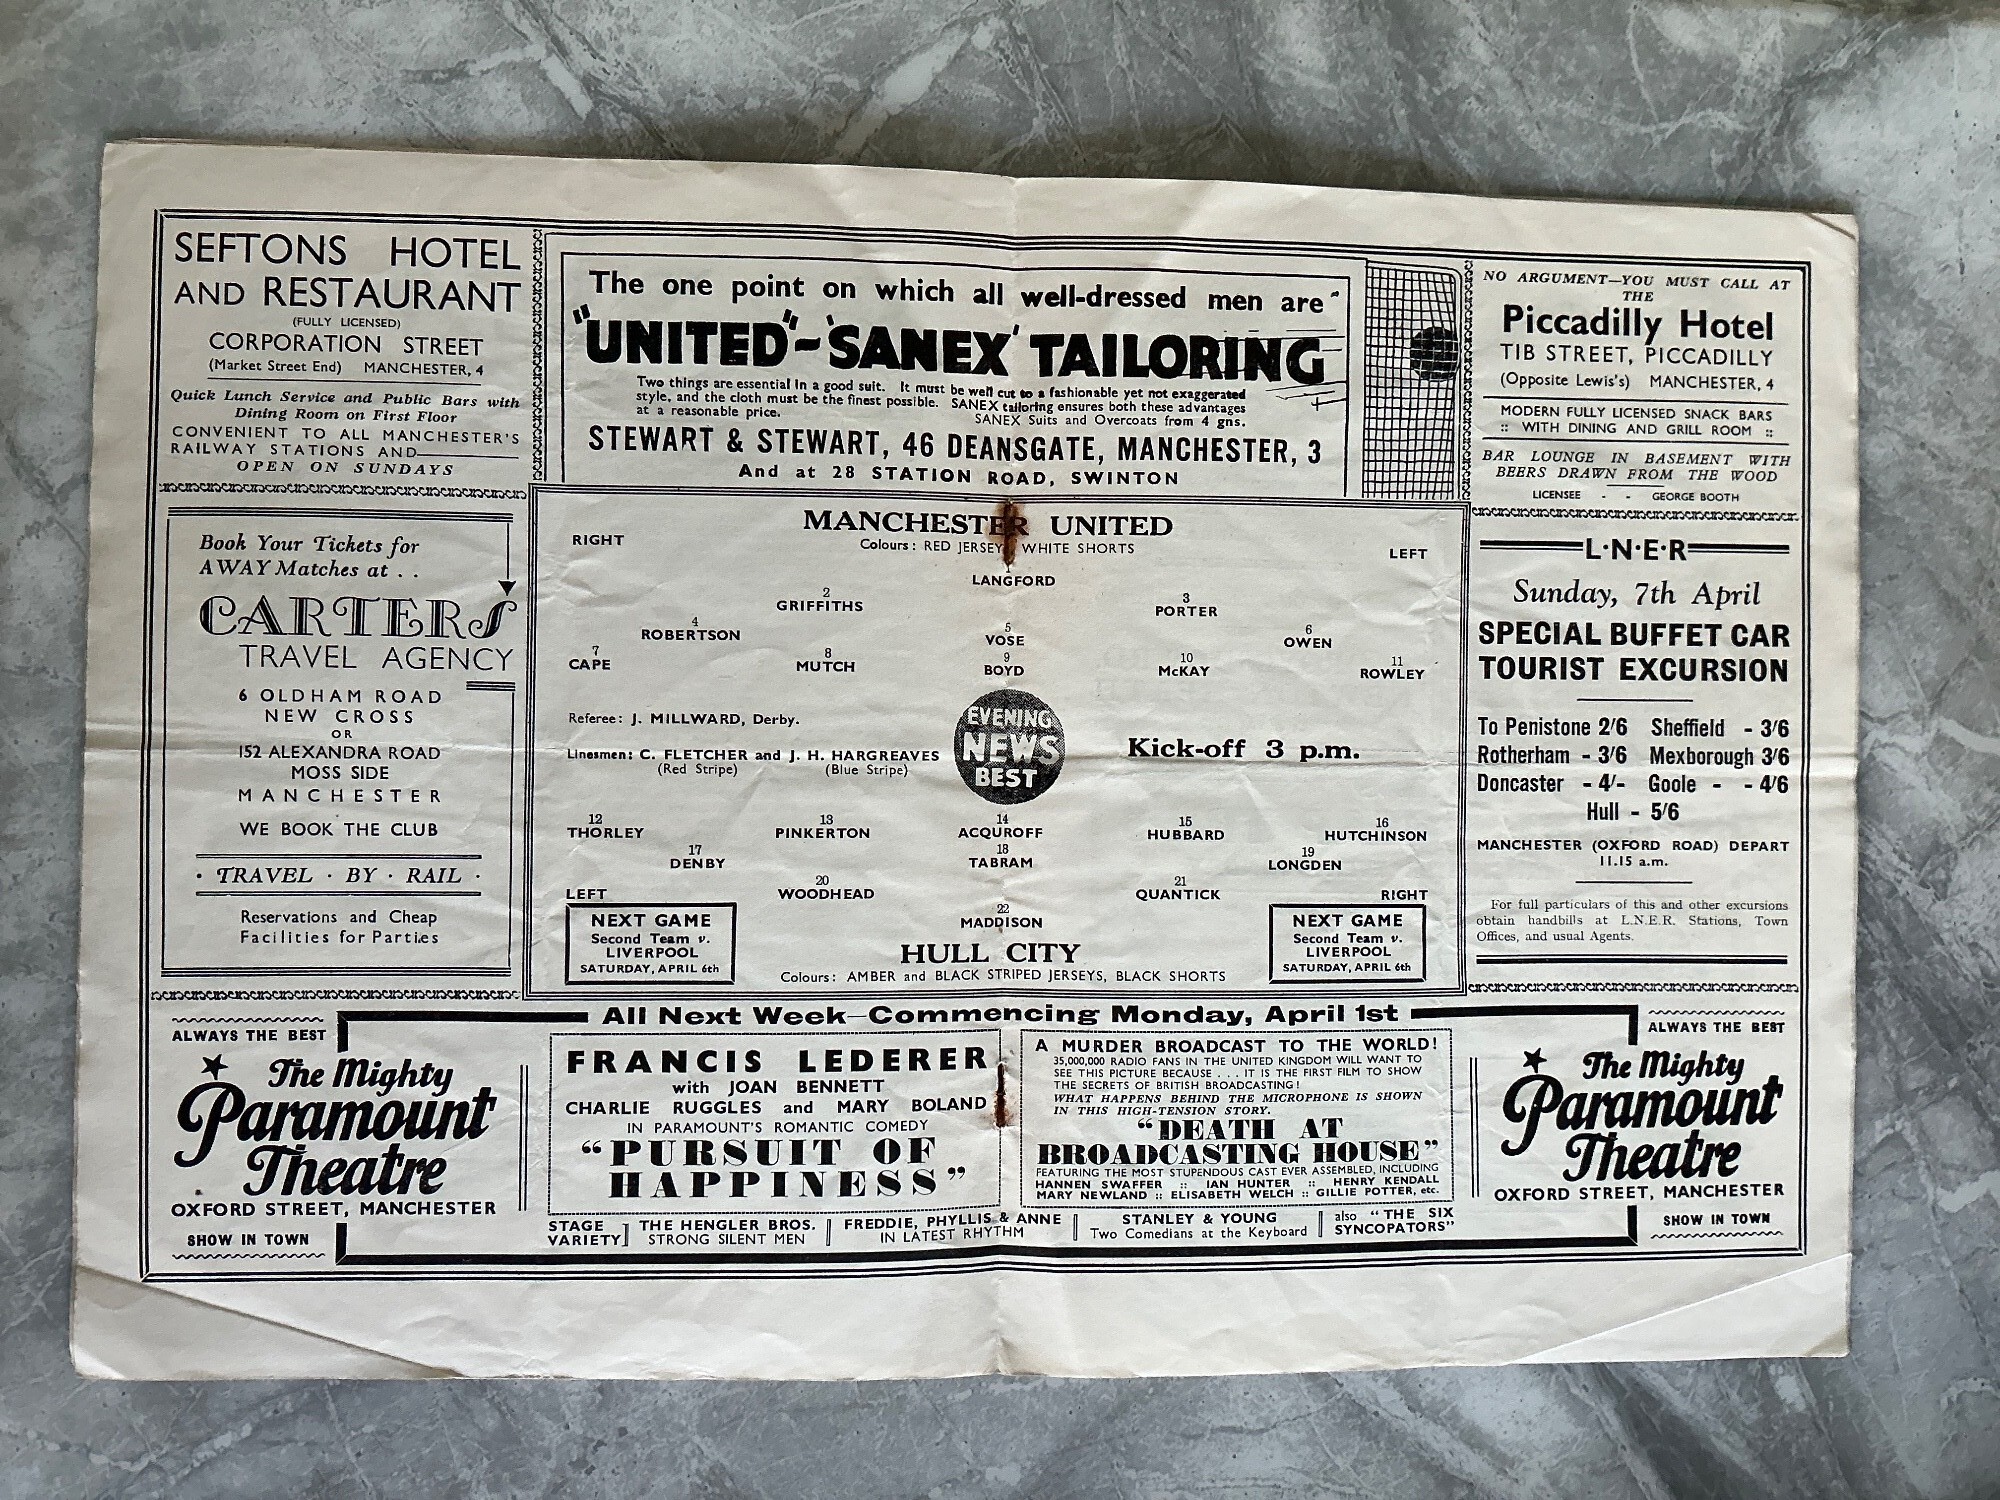 SEFTONS HOTEL
AND RESTAURANT
(FULLY LICENSED)
CORPORATION STREET
(Market Street End) MANCHESTER, 4
Quick Lunch Service and Public Bars with
Dining Room on First Floor
CONVENIENT TO ALL MANCHESTER'S
RAILWAY STATIONS AND
OPEN ON SUNDAYS
The one point on which all well-dressed men are
"UNITED"-'SANEX' TAILORING
Two things are essential in a good suit. It must be well cut to a fashionable yet not exaggerated
style, and the cloth must be the finest possible. SANEX tailoring ensures both these advantages
at a reasonable price. SANEX Suits and Overcoats from 4 gns.
STEWART & STEWART, 46 DEANSGATE, MANCHESTER, 3
And at 28 STATION ROAD, SWINTON
NO ARGUMENT—YOU MUST CALL AT
THE
Piccadilly Hotel
TIB STREET, PICCADILLY
(Opposite Lewis's) MANCHESTER, 4
MODERN FULLY LICENSED SNACK BARS
:: WITH DINING AND GRILL ROOM ::
BAR LOUNGE IN BASEMENT WITH
BEERS DRAWN FROM THE WOOD
LICENSEE - - GEORGE BOOTH
Book Your Tickets for
AWAY Matches at . .
CARTERS
TRAVEL AGENCY
6 OLDHAM ROAD
NEW CROSS
OR
152 ALEXANDRA ROAD
MOSS SIDE
MANCHESTER
WE BOOK THE CLUB
· TRAVEL · BY · RAIL ·
Reservations and Cheap
Facilities for Parties
MANCHESTER UNITED
RIGHT
Colours: RED JERSEY WHITE SHORTS
LEFT
1
LANGFORD
2
GRIFFITHS
3
PORTER
4
ROBERTSON
5
VOSE
6
OWEN
7
CAPE
8
MUTCH
9
BOYD
10
McKAY
11
ROWLEY
Referee: J. MILLWARD, Derby.
Linesmen: C. FLETCHER and J. H. HARGREAVES
(Red Stripe) (Blue Stripe)
EVENING
NEWS
BEST
Kick-off 3 p.m.
12
THORLEY
13
PINKERTON
14
ACQUROFF
15
HUBBARD
16
HUTCHINSON
17
DENBY
18
TABRAM
19
LONGDEN
20
WOODHEAD
21
QUANTICK
LEFT
RIGHT
22
MADDISON
HULL CITY
Colours: AMBER and BLACK STRIPED JERSEYS, BLACK SHORTS
NEXT GAME
Second Team v.
LIVERPOOL
SATURDAY, APRIL 6th
NEXT GAME
Second Team v.
LIVERPOOL
SATURDAY, APRIL 6th
L·N·E·R
Sunday, 7th April
SPECIAL BUFFET CAR
TOURIST EXCURSION
To Penistone 2/6 Sheffield - 3/6
Rotherham - 3/6 Mexborough 3/6
Doncaster - 4/- Goole - - 4/6
Hull - 5/6
MANCHESTER (OXFORD ROAD) DEPART
11.15 a.m.
For full particulars of this and other excursions
obtain handbills at L.N.E.R. Stations, Town
Offices, and usual Agents.
All Next Week—Commencing Monday, April 1st
ALWAYS THE BEST
The Mighty
Paramount
Theatre
OXFORD STREET, MANCHESTER
SHOW IN TOWN
FRANCIS LEDERER
with JOAN BENNETT
CHARLIE RUGGLES and MARY BOLAND
IN PARAMOUNT'S ROMANTIC COMEDY
"PURSUIT OF
HAPPINESS"
A MURDER BROADCAST TO THE WORLD!
35,000,000 RADIO FANS IN THE UNITED KINGDOM WILL WANT TO
SEE THIS PICTURE BECAUSE . . . IT IS THE FIRST FILM TO SHOW
THE SECRETS OF BRITISH BROADCASTING!
WHAT HAPPENS BEHIND THE MICROPHONE IS SHOWN
IN THIS HIGH-TENSION STORY.
"DEATH AT
BROADCASTING HOUSE"
FEATURING THE MOST STUPENDOUS CAST EVER ASSEMBLED, INCLUDING
HANNEN SWAFFER :: IAN HUNTER :: HENRY KENDALL
MARY NEWLAND :: ELISABETH WELCH :: GILLIE POTTER, etc.
STAGE VARIETY] THE HENGLER BROS. STRONG SILENT MEN
FREDDIE, PHYLLIS & ANNE IN LATEST RHYTHM
STANLEY & YOUNG Two Comedians at the Keyboard
also "THE SIX SYNCOPATORS"
ALWAYS THE BEST
The Mighty
Paramount
Theatre
OXFORD STREET, MANCHESTER
SHOW IN TOWN